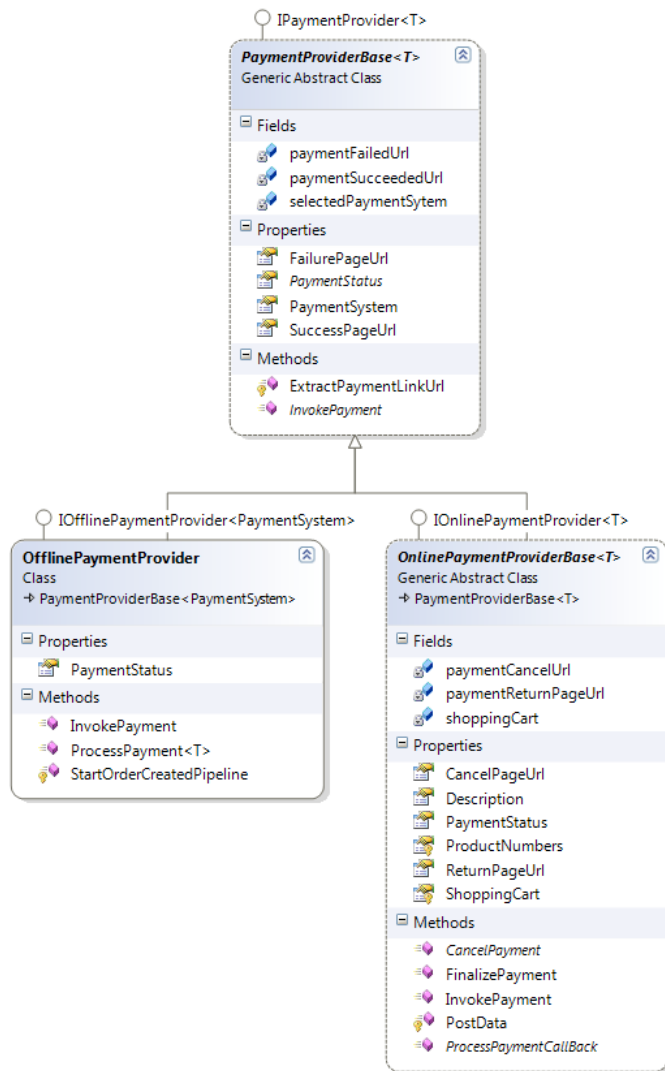 IPaymentProvider<T>
PaymentProviderBase<T>
Generic Abstract Class
Fields
paymentFailedUrl
paymentSucceededUrl
selectedPaymentSytem
Properties
FailurePageUrl
PaymentStatus
PaymentSystem
SuccessPageUrl
Methods
ExtractPaymentLinkUrl
InvokePayment
IOfflinePaymentProvider<PaymentSystem>
OfflinePaymentProvider
Class
PaymentProviderBase<PaymentSystem>
Properties
PaymentStatus
Methods
InvokePayment
ProcessPayment<T>
StartOrderCreatedPipeline
IOnlinePaymentProvider<T>
OnlinePaymentProviderBase<T>
Generic Abstract Class
PaymentProviderBase<T>
Fields
paymentCancelUrl
paymentReturnPageUrl
shoppingCart
Properties
CancelPageUrl
Description
PaymentStatus
ProductNumbers
ReturnPageUrl
ShoppingCart
Methods
CancelPayment
FinalizePayment
InvokePayment
PostData
ProcessPaymentCallBack